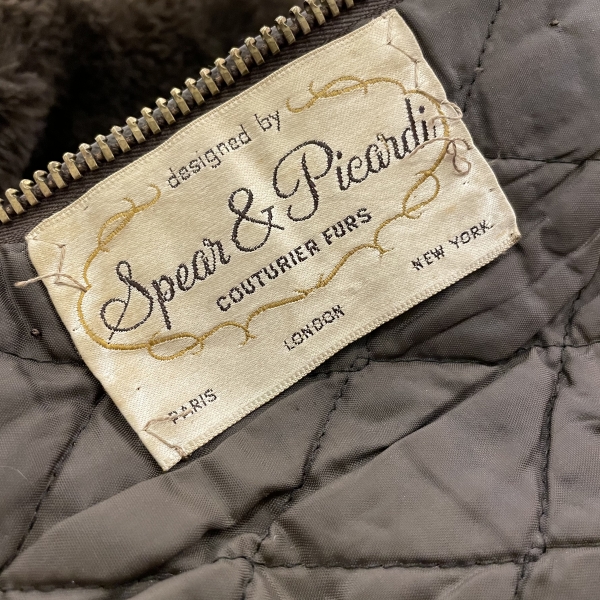 designed by
Spear & Picardi
COUTURIER FURS
PARIS LONDON NEW YORK